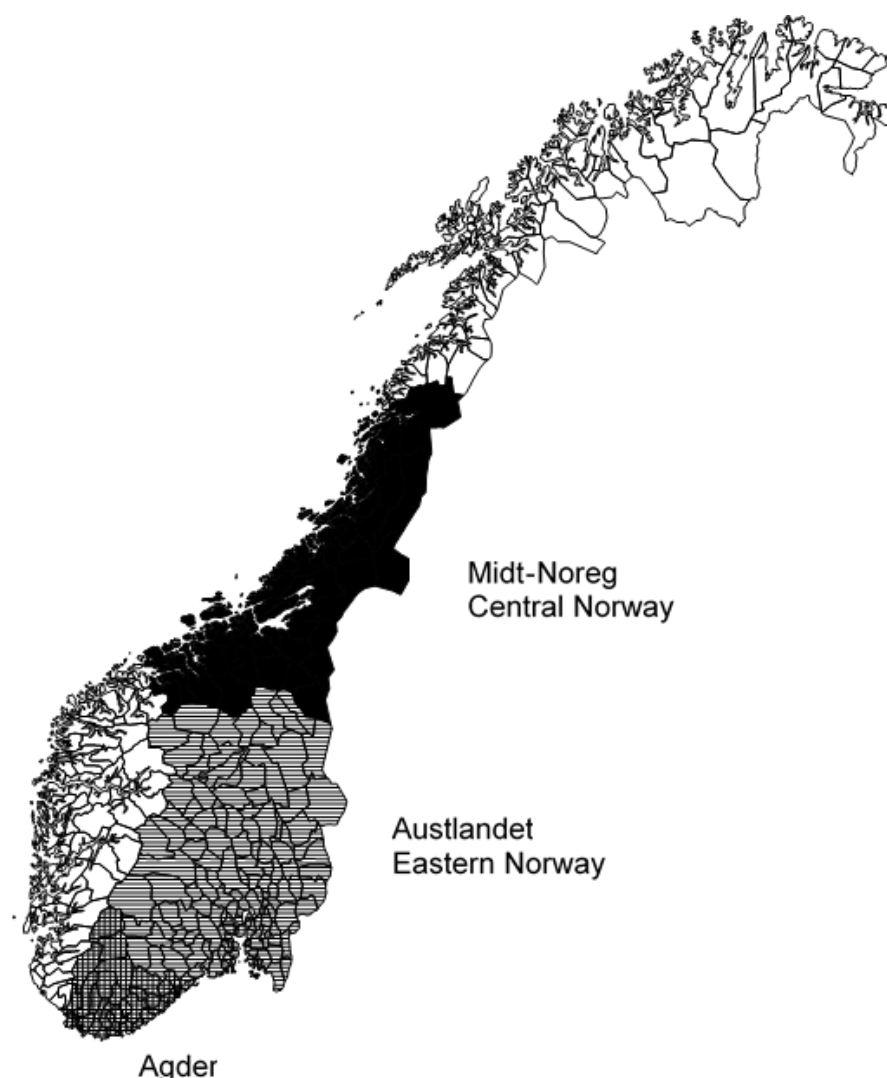 Midt-Noreg
Central Norway
Austlandet
Eastern Norway
Agder